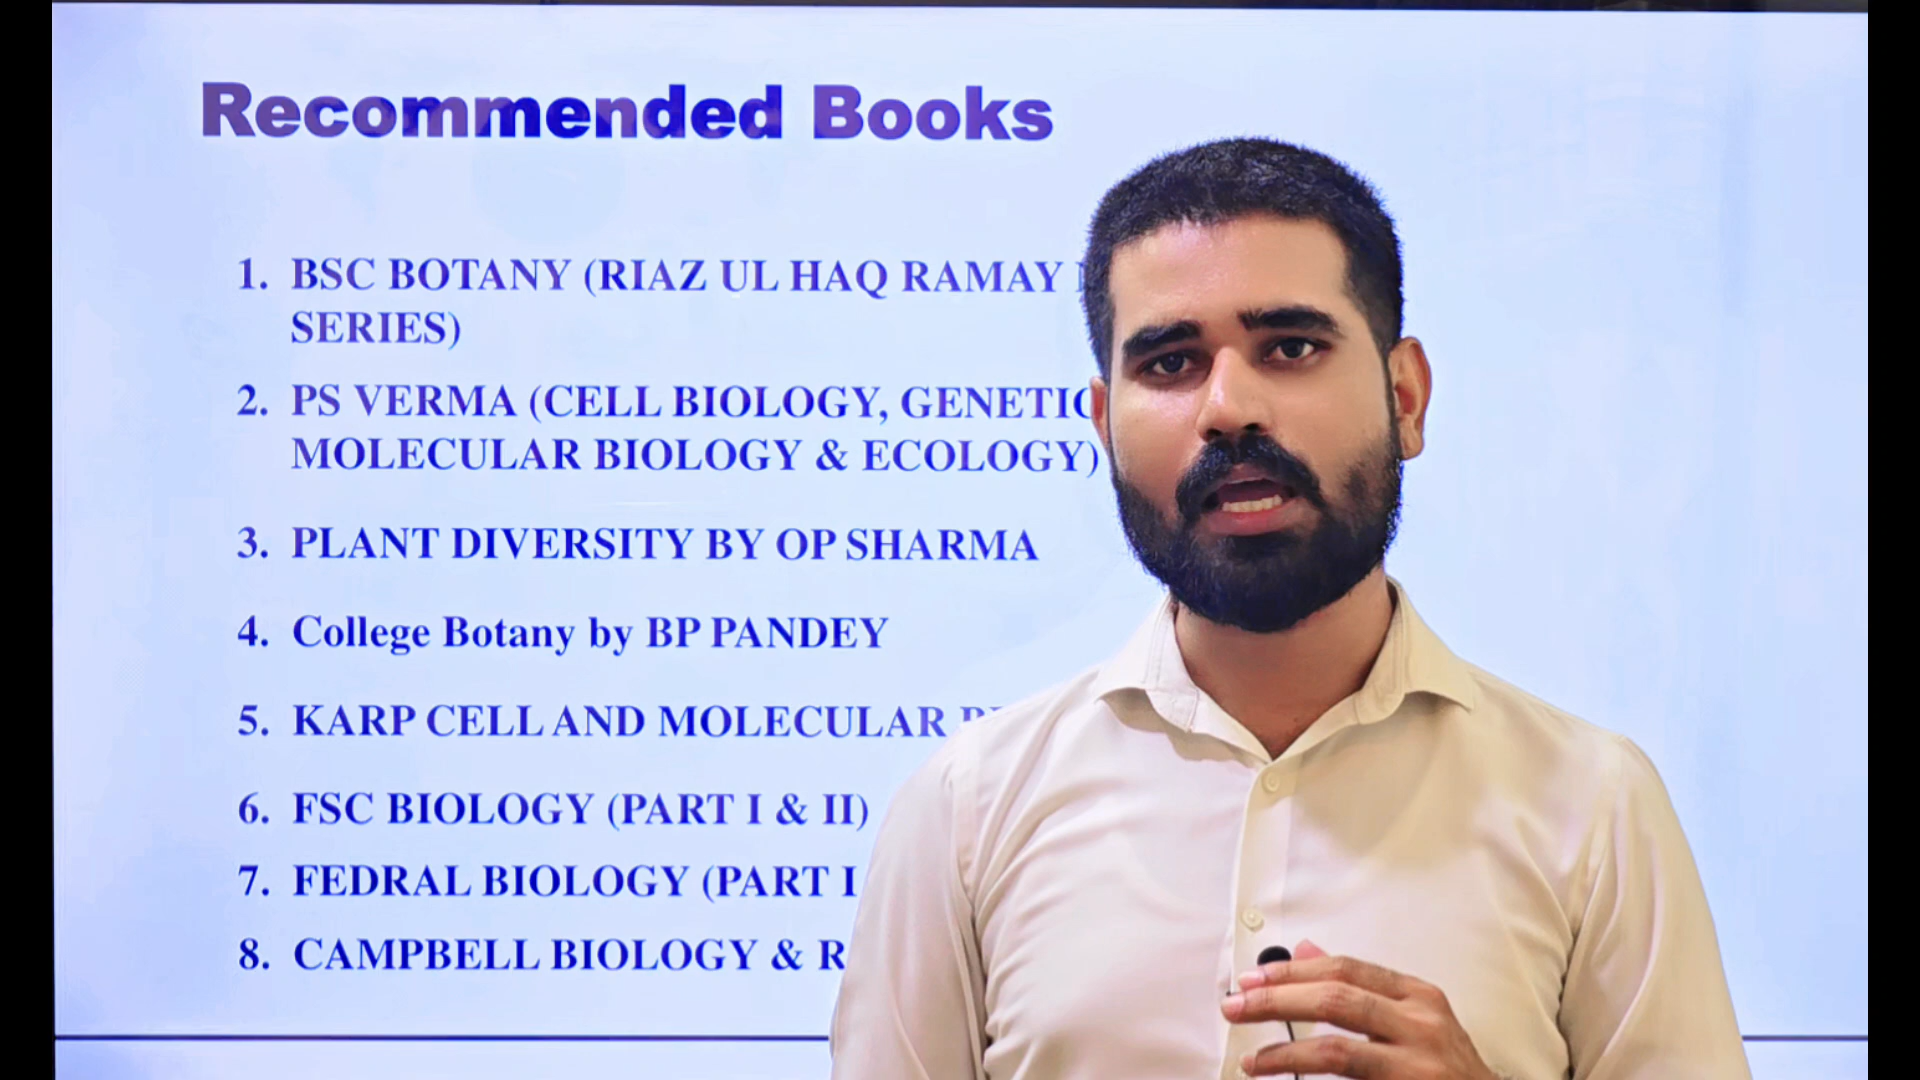 Recommended Books
1. BSC BOTANY (RIAZ UL HAQ RAMAY
SERIES)
2. PS VERMA (CELL BIOLOGY, GENETIC
MOLECULAR BIOLOGY & ECOLOGY)
3. PLANT DIVERSITY BY OP SHARMA
4. College Botany by BP PANDEY
5. KARP CELL AND MOLECULAR
6. FSC BIOLOGY (PART I & II)
7. FEDRAL BIOLOGY (PART I
8. CAMPBELL BIOLOGY & R